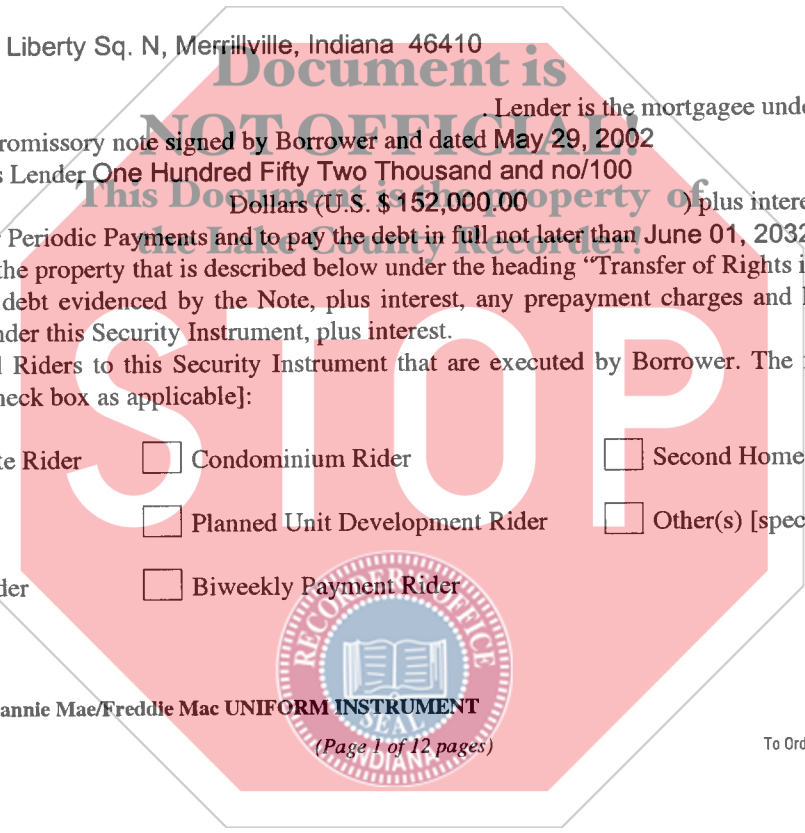 Liberty Sq. N, Merrillville, Indiana 46410
Document is
. Lender is the mortgagee unde
NOT OFFICIAL!
romissory note signed by Borrower and dated May 29, 2002
s Lender One Hundred Fifty Two Thousand and no/100
This Document is the property of
Dollars (U.S. $ 152,000.00 ) plus intere
the Lake County Recorder!
Periodic Payments and to pay the debt in full not later than June 01, 2032
the property that is described below under the heading “Transfer of Rights i
debt evidenced by the Note, plus interest, any prepayment charges and l
nder this Security Instrument, plus interest.
l Riders to this Security Instrument that are executed by Borrower. The
heck box as applicable]:
STOP
te Rider Condominium Rider Second Home
Planned Unit Development Rider Other(s) [spec
der Biweekly Payment Rider
RECORDER'S OFFICE
SEAL
INDIANA
annie Mae/Freddie Mac UNIFORM INSTRUMENT
(Page 1 of 12 pages)
To Ord